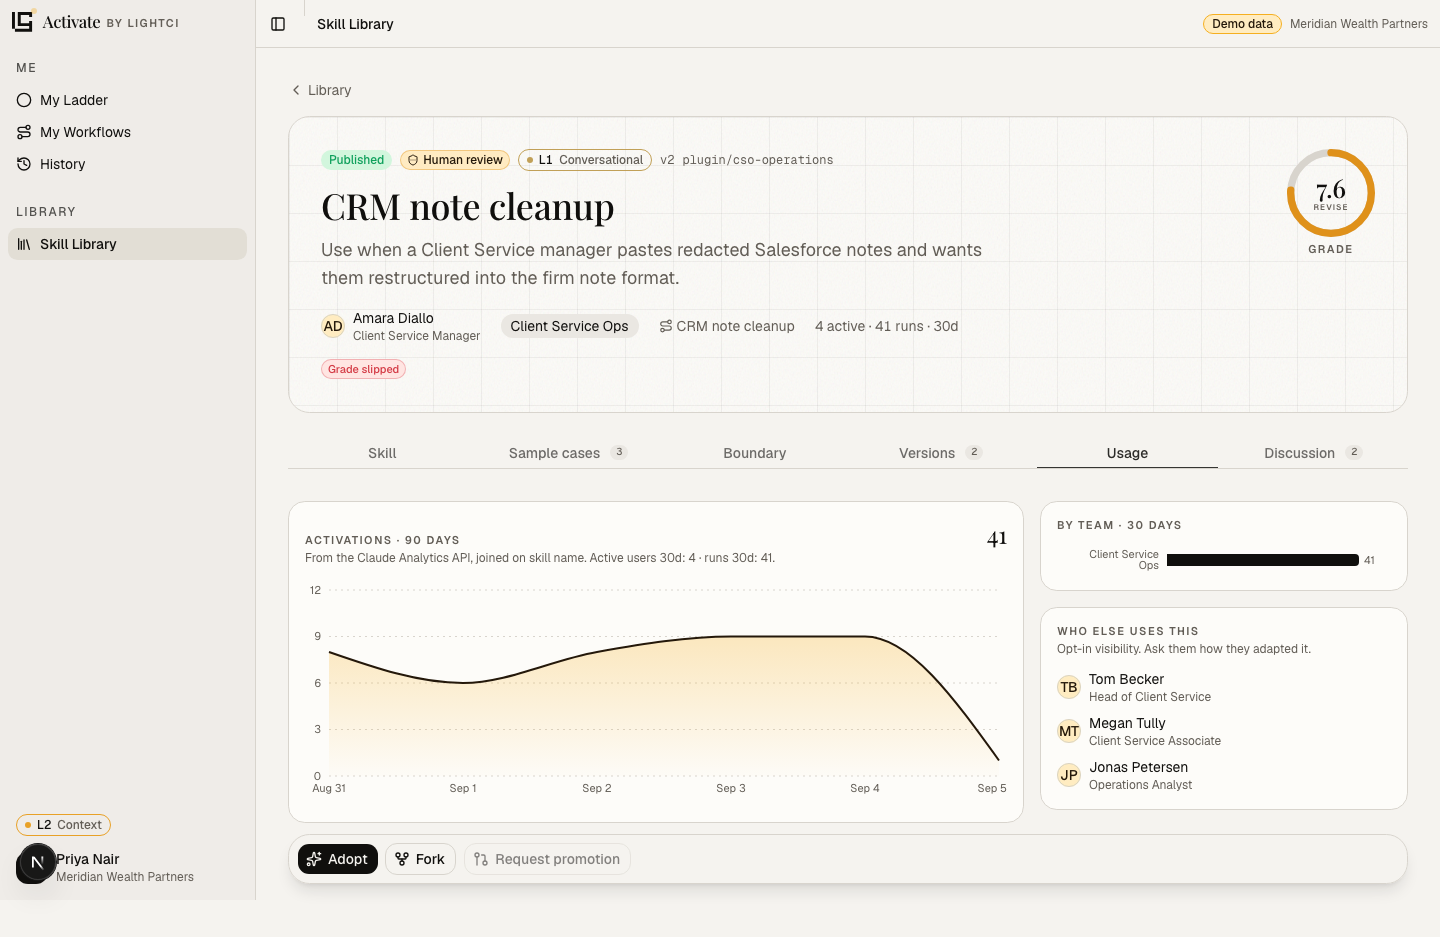 Activate BY LIGHTCI
ME
My Ladder
My Workflows
History
LIBRARY
Skill Library
L2 Context
N
Priya Nair
Meridian Wealth Partners
Skill Library
Demo data
Meridian Wealth Partners
Library
Published
Human review
L1 Conversational
v2 plugin/cso-operations
CRM note cleanup
Use when a Client Service manager pastes redacted Salesforce notes and wants
them restructured into the firm note format.
AD
Amara Diallo
Client Service Manager
Client Service Ops
CRM note cleanup
4 active · 41 runs · 30d
Grade slipped
7.6
REVISE
GRADE
Skill
Sample cases 3
Boundary
Versions 2
Usage
Discussion 2
ACTIVATIONS · 90 DAYS
41
From the Claude Analytics API, joined on skill name. Active users 30d: 4 · runs 30d: 41.
12
9
6
3
0
Aug 31
Sep 1
Sep 2
Sep 3
Sep 4
Sep 5
BY TEAM · 30 DAYS
Client Service
Ops
41
WHO ELSE USES THIS
Opt-in visibility. Ask them how they adapted it.
TB
Tom Becker
Head of Client Service
MT
Megan Tully
Client Service Associate
JP
Jonas Petersen
Operations Analyst
Adopt
Fork
Request promotion